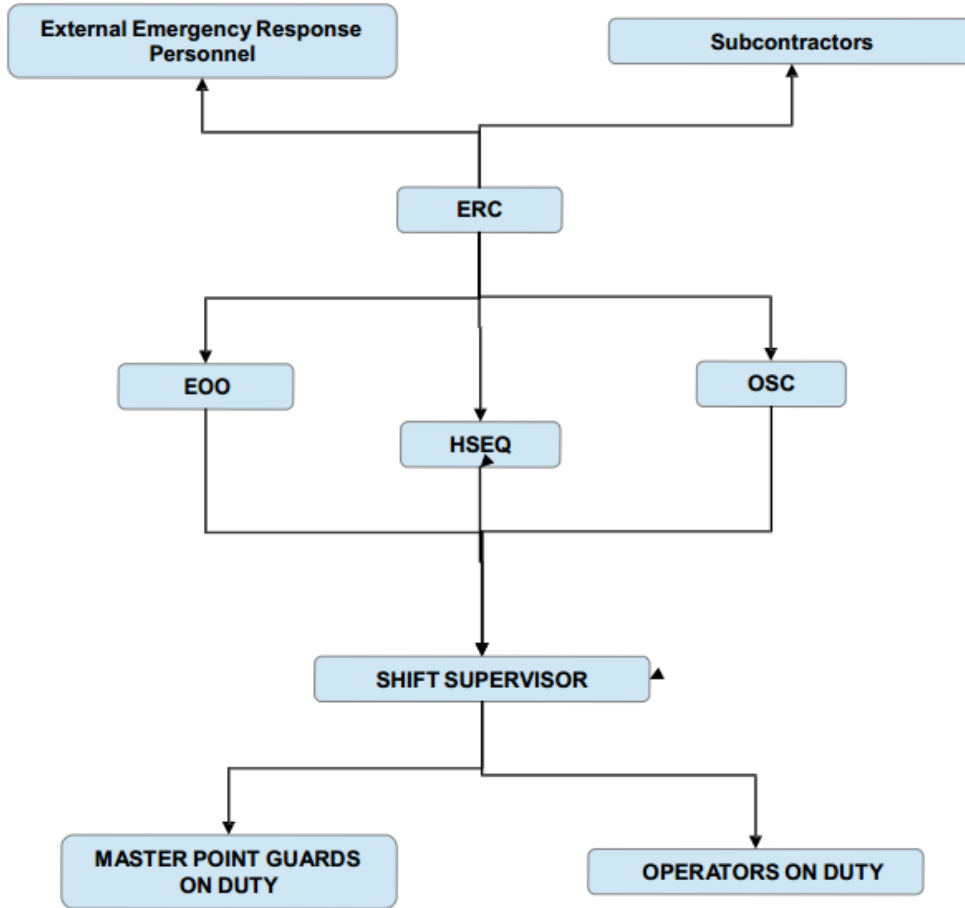 External Emergency Response
Personnel
Subcontractors
ERC
EOO
OSC
HSEQ
SHIFT SUPERVISOR
MASTER POINT GUARDS
ON DUTY
OPERATORS ON DUTY